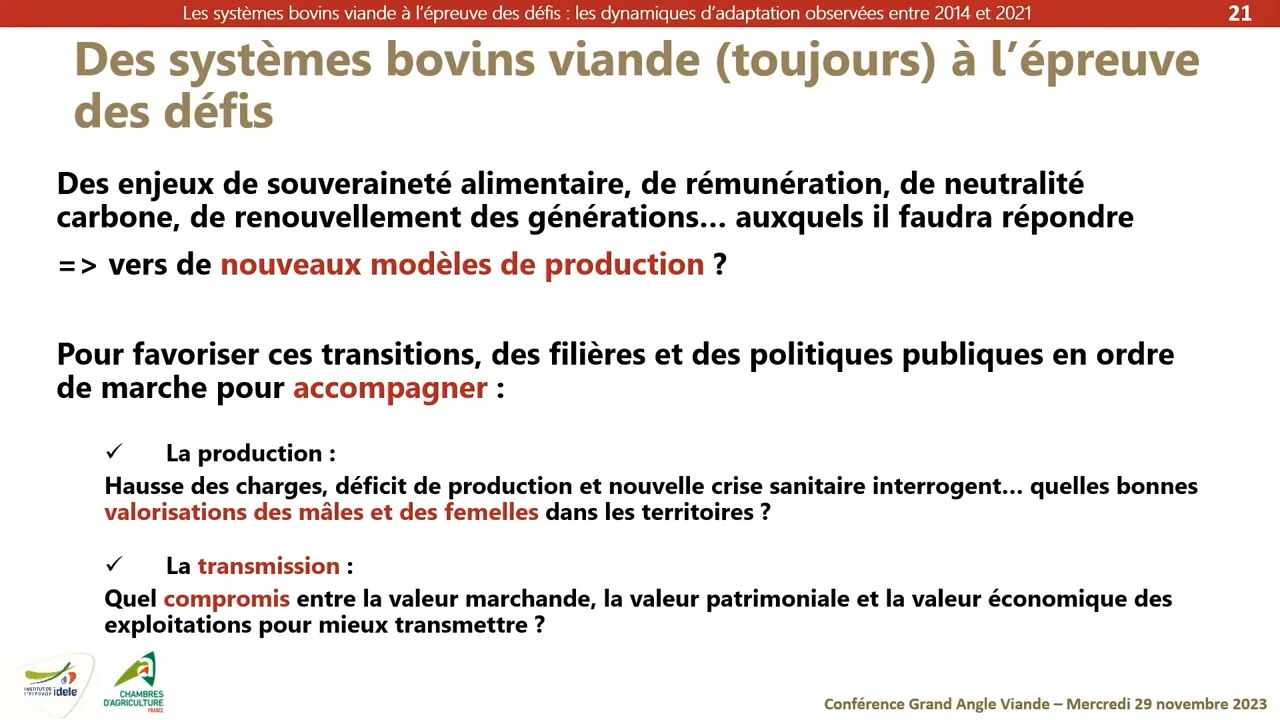 Les systèmes bovins viande à l'épreuve des défis : les dynamiques d'adaptation observées entre 2014 et 2021
21
Des systèmes bovins viande (toujours) à l'épreuve
des défis
Des enjeux de souveraineté alimentaire, de rémunération, de neutralité
carbone, de renouvellement des générations… auxquels il faudra répondre
=> vers de nouveaux modèles de production ?
Pour favoriser ces transitions, des filières et des politiques publiques en ordre
de marche pour accompagner :
✓ La production :
Hausse des charges, déficit de production et nouvelle crise sanitaire interrogent… quelles bonnes
valorisations des mâles et des femelles dans les territoires ?
✓ La transmission :
Quel compromis entre la valeur marchande, la valeur patrimoniale et la valeur économique des
exploitations pour mieux transmettre ?
INSTITUT DE
L'ELEVAGE idele
CHAMBRES
D'AGRICULTURE
FRANCE
Conférence Grand Angle Viande – Mercredi 29 novembre 2023